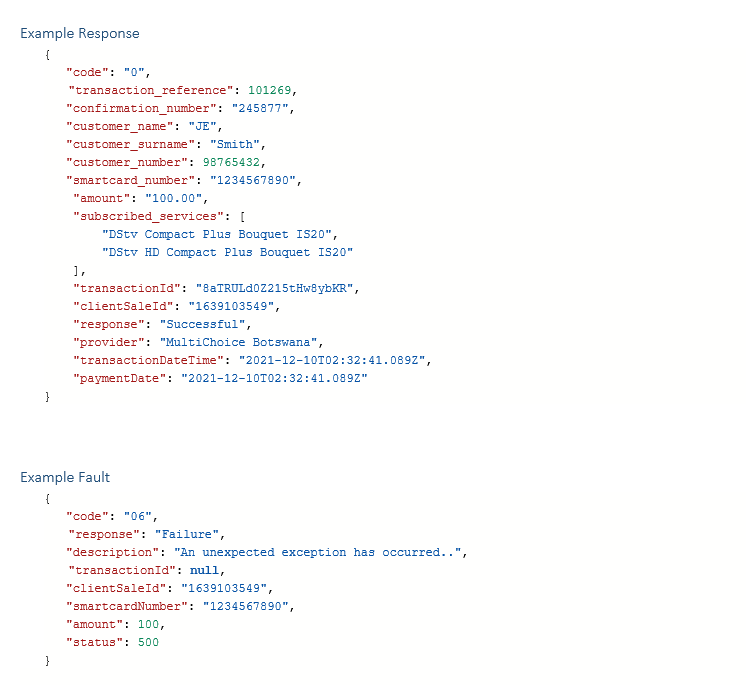 Example Response
{
"code": "0",
"transaction_reference": 101269,
"confirmation_number": "245877",
"customer_name": "JE",
"customer_surname": "Smith",
"customer_number": 98765432,
"smartcard_number": "1234567890",
"amount": "100.00",
"subscribed_services": [
"DStv Compact Plus Bouquet IS20",
"DStv HD Compact Plus Bouquet IS20"
],
"transactionId": "8aTRULd0Z215tHw8ybKR",
"clientSaleId": "1639103549",
"response": "Successful",
"provider": "MultiChoice Botswana",
"transactionDateTime": "2021-12-10T02:32:41.089Z",
"paymentDate": "2021-12-10T02:32:41.089Z"
}
Example Fault
{
"code": "06",
"response": "Failure",
"description": "An unexpected exception has occurred..",
"transactionId": null,
"clientSaleId": "1639103549",
"smartcardNumber": "1234567890",
"amount": 100,
"status": 500
}